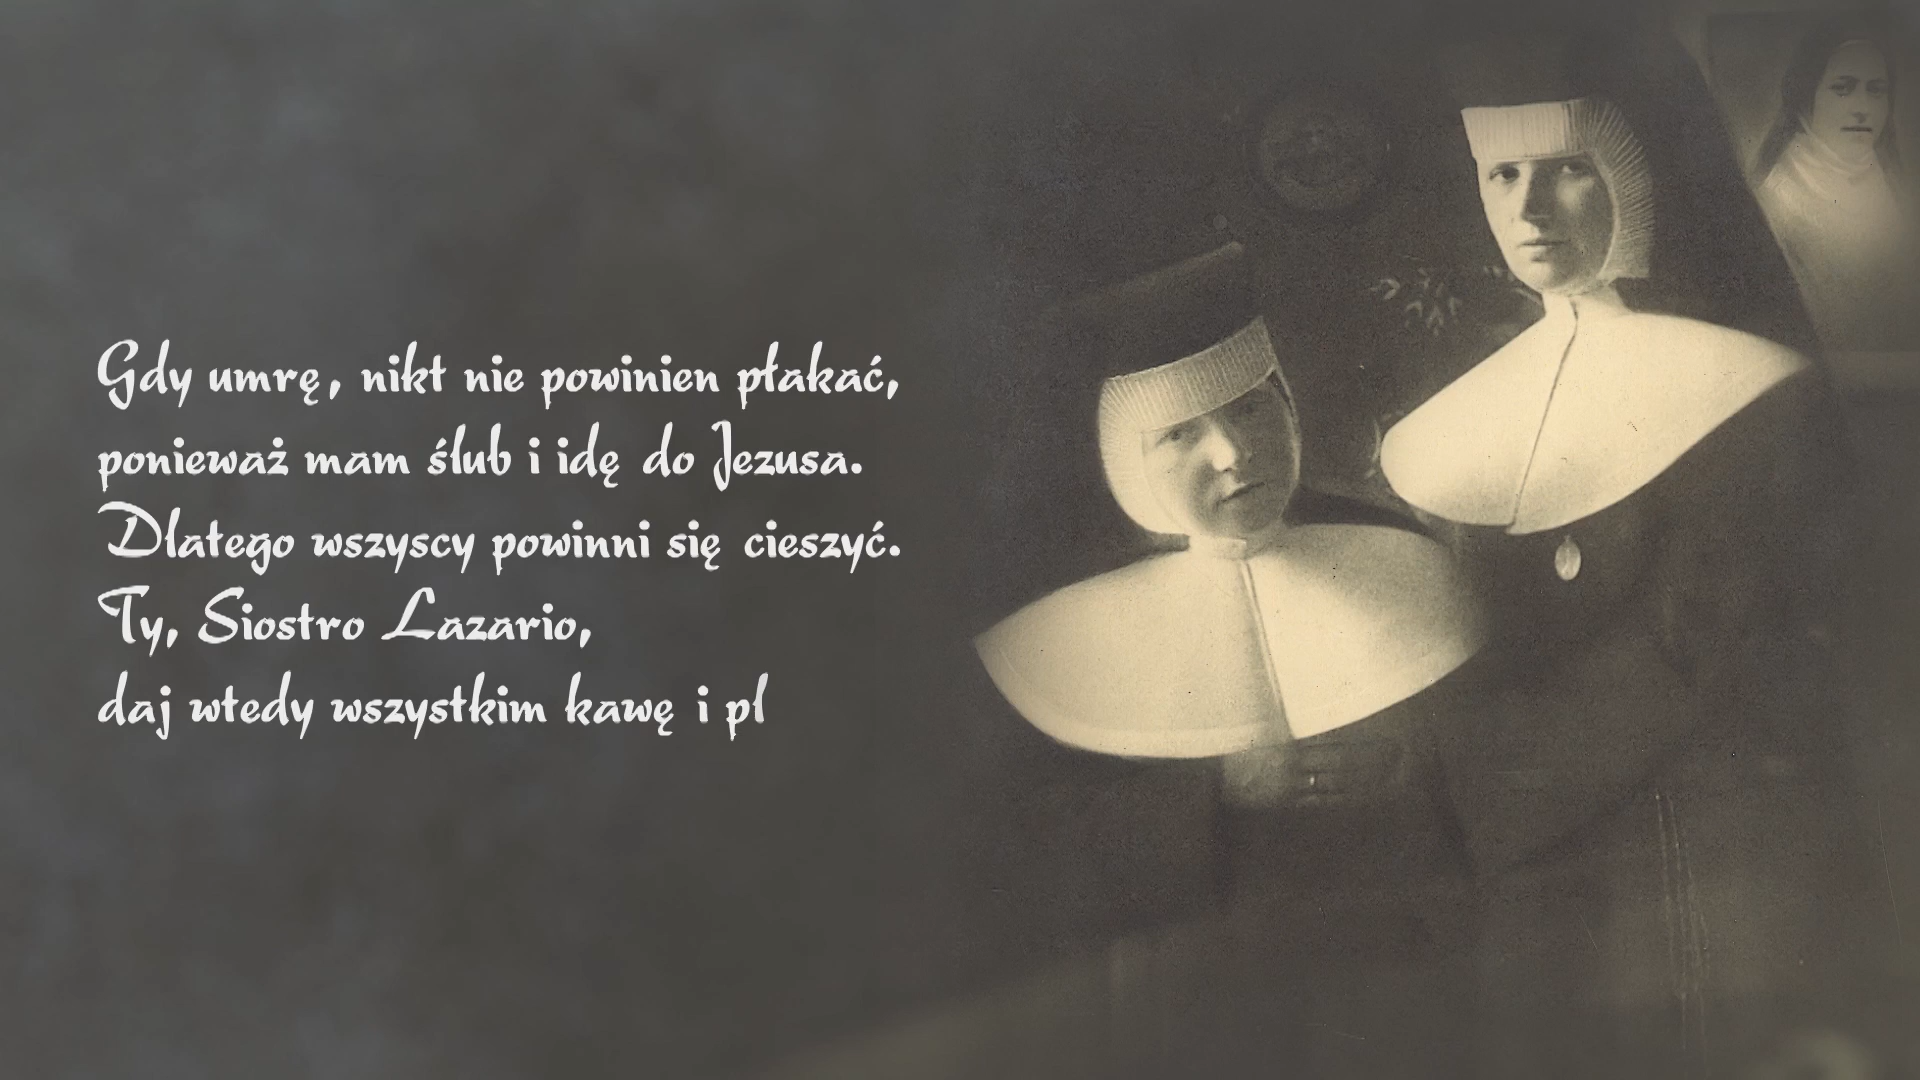 Gdy umrę, nikt nie powinien płakać,
ponieważ mam ślub i idę do Jezusa.
Dlatego wszyscy powinni się cieszyć.
Ty, Siostro Lazario,
daj wtedy wszystkim kawę i pl